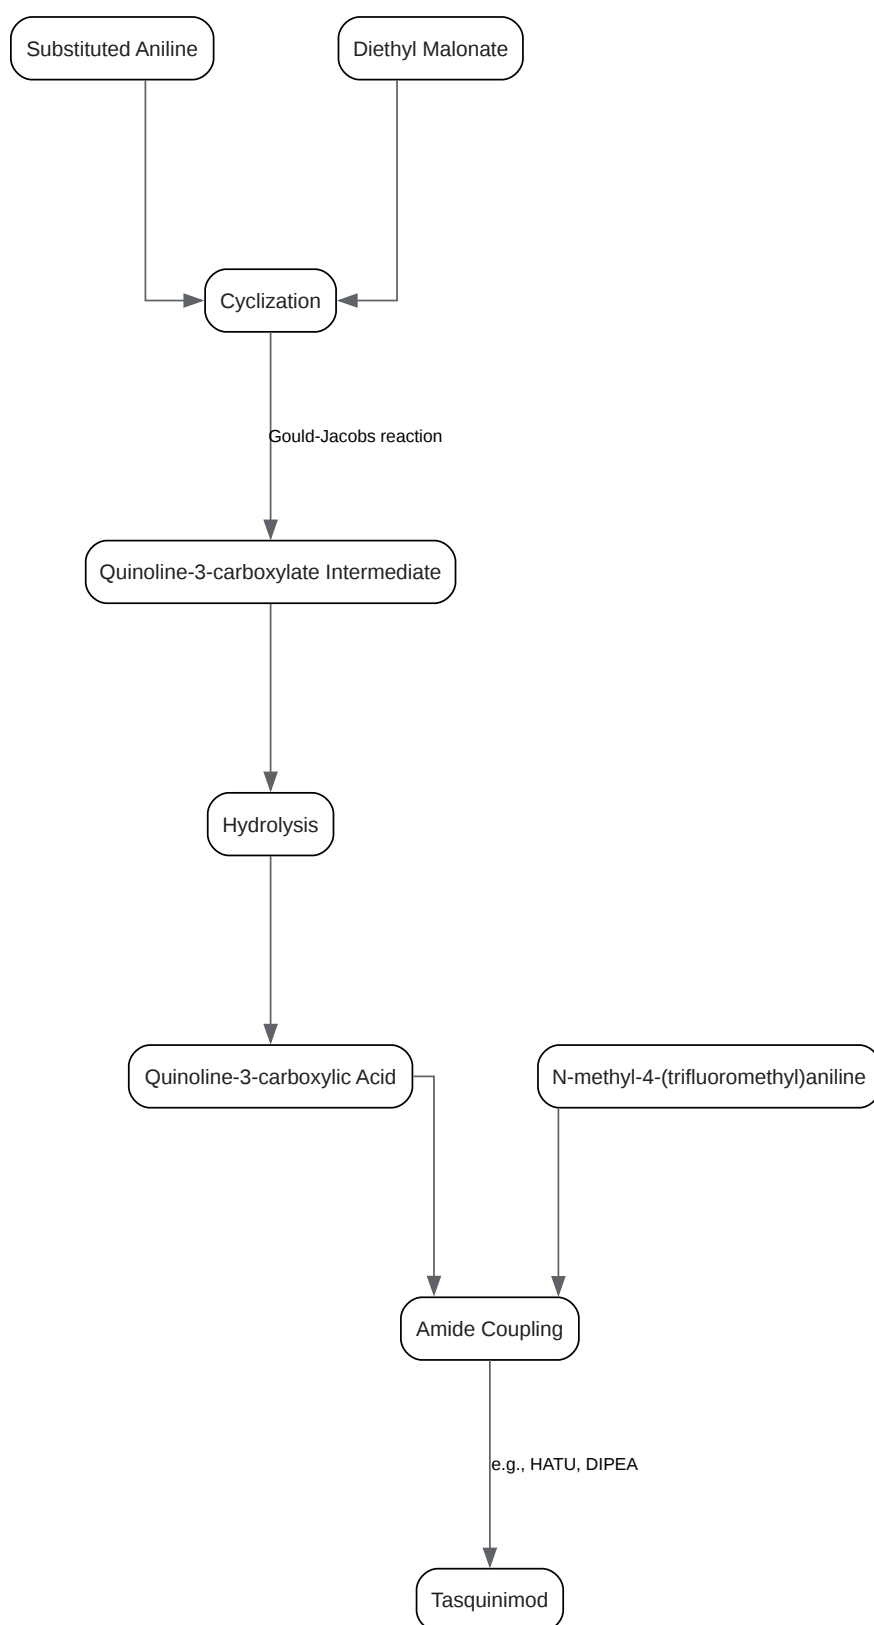 Substituted Aniline
Diethyl Malonate
Cyclization
Gould-Jacobs reaction
Quinoline-3-carboxylate Intermediate
Hydrolysis
Quinoline-3-carboxylic Acid
N-methyl-4-(trifluoromethyl)aniline
Amide Coupling
e.g., HATU, DIPEA
Tasquinimod